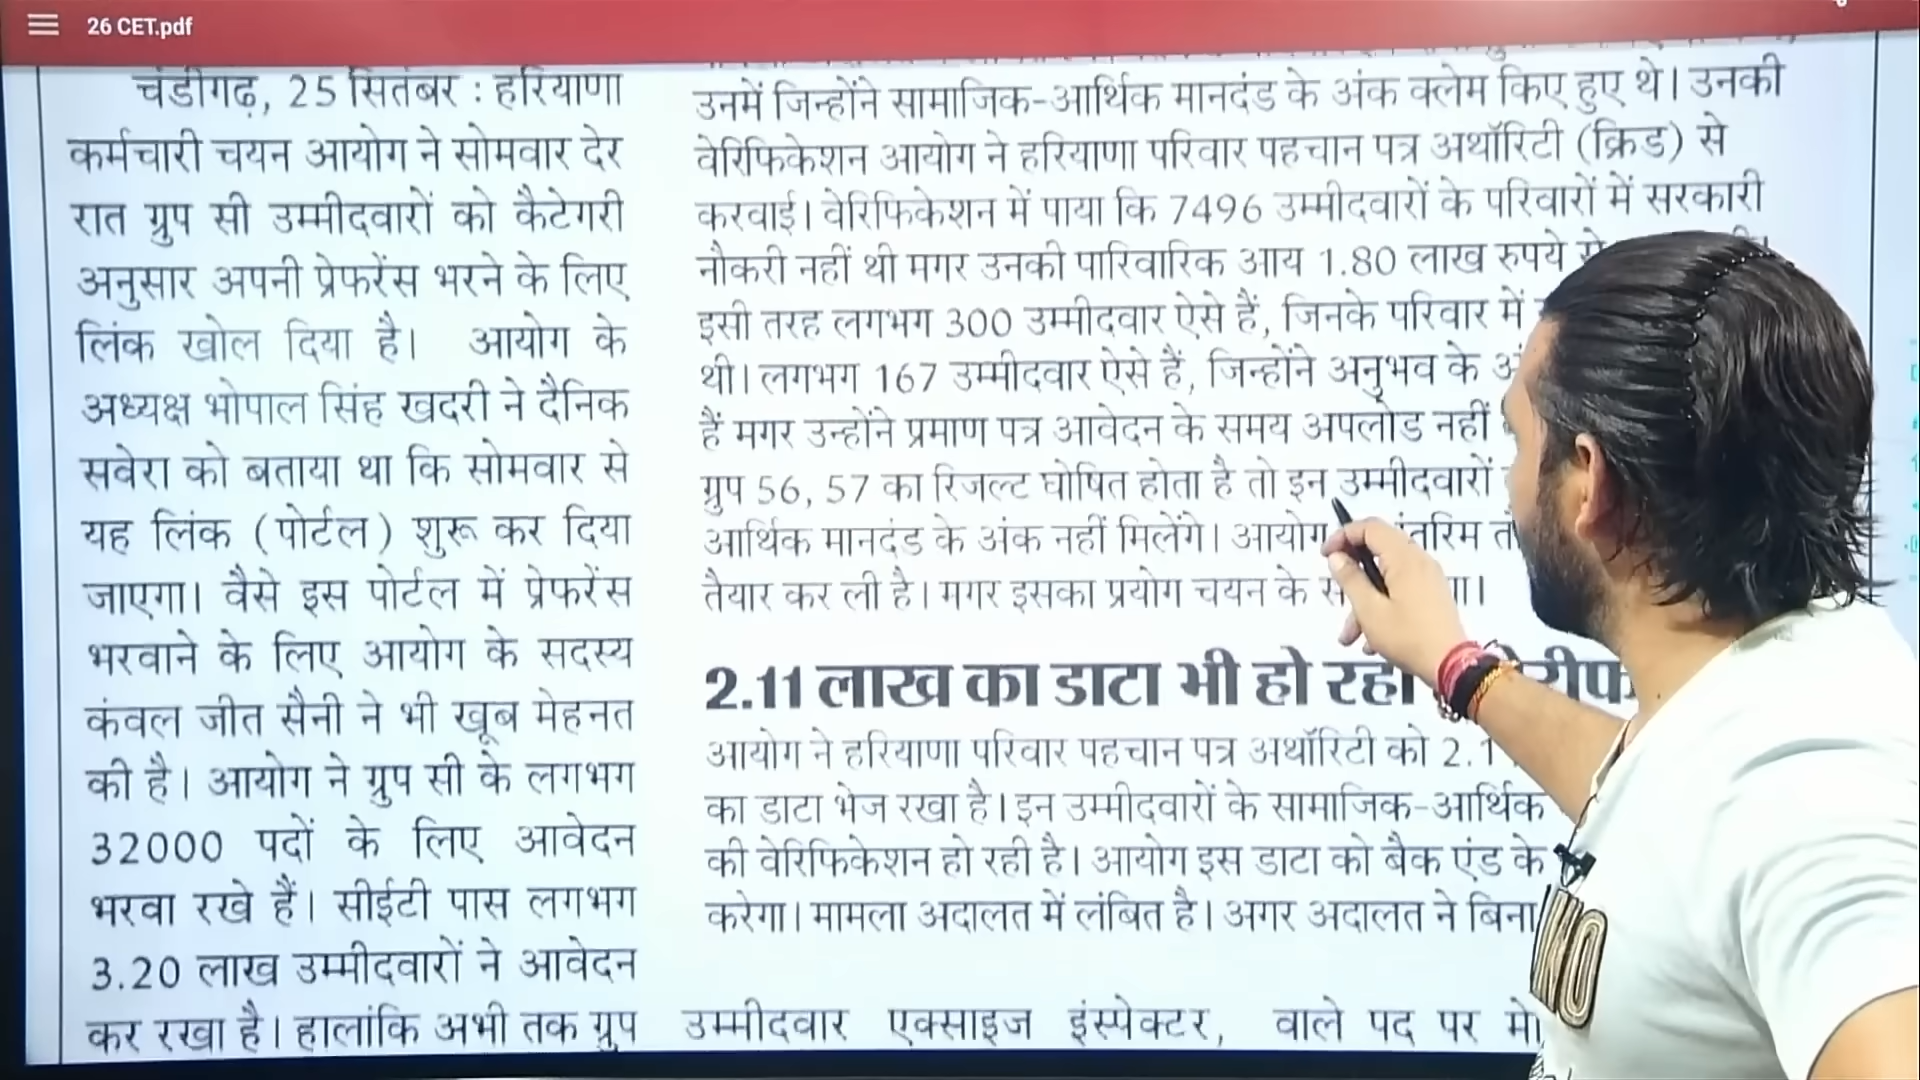 26 CET.pdf
चंडीगढ़, 25 सितंबर : हरियाणा
कर्मचारी चयन आयोग ने सोमवार देर
रात ग्रुप सी उम्मीदवारों को कैटेगरी
अनुसार अपनी प्रेफरेंस भरने के लिए
लिंक खोल दिया है। आयोग के
अध्यक्ष भोपाल सिंह खदरी ने दैनिक
सवेरा को बताया था कि सोमवार से
यह लिंक (पोर्टल) शुरू कर दिया
जाएगा। वैसे इस पोर्टल में प्रेफरेंस
भरवाने के लिए आयोग के सदस्य
कंवल जीत सैनी ने भी खूब मेहनत
की है। आयोग ने ग्रुप सी के लगभग
32000 पदों के लिए आवेदन
भरवा रखे हैं। सीईटी पास लगभग
3.20 लाख उम्मीदवारों ने आवेदन
कर रखा है। हालांकि अभी तक ग्रुप
उनमें जिन्होंने सामाजिक-आर्थिक मानदंड के अंक क्लेम किए हुए थे। उनकी
वेरिफिकेशन आयोग ने हरियाणा परिवार पहचान पत्र अथॉरिटी (क्रिड) से
करवाई। वेरिफिकेशन में पाया कि 7496 उम्मीदवारों के परिवारों में सरकारी
नौकरी नहीं थी मगर उनकी पारिवारिक आय 1.80 लाख रुपये
इसी तरह लगभग 300 उम्मीदवार ऐसे हैं, जिनके परिवार में
थी। लगभग 167 उम्मीदवार ऐसे हैं, जिन्होंने अनुभव के
हैं मगर उन्होंने प्रमाण पत्र आवेदन के समय अपलोड नहीं
ग्रुप 56, 57 का रिजल्ट घोषित होता है तो इन उम्मीदवारों
आर्थिक मानदंड के अंक नहीं मिलेंगे। आयोग
तैयार कर ली है। मगर इसका प्रयोग चयन के
2.11 लाख का डाटा भी हो रहा
आयोग ने हरियाणा परिवार पहचान पत्र अथॉरिटी को
का डाटा भेज रखा है। इन उम्मीदवारों के सामाजिक-आर्थिक
की वेरिफिकेशन हो रही है। आयोग इस डाटा को बैक एंड के
करेगा। मामला अदालत में लंबित है। अगर अदालत ने बिना
उम्मीदवार एक्साइज इंस्पेक्टर, वाले पद पर